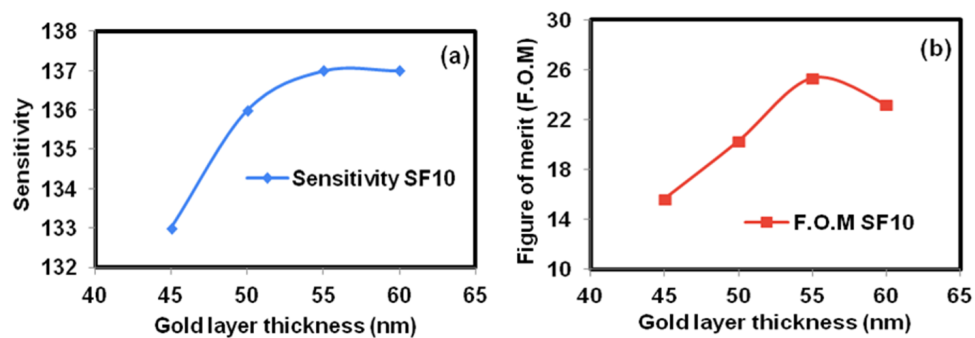 (a)
Sensitivity
138
137
136
135
134
133
132
40 45 50 55 60 65
Gold layer thickness (nm)
Sensitivity SF10
(b)
Figure of merit (F.O.M)
30
26
22
18
14
10
40 45 50 55 60 65
Gold layer thickness (nm)
F.O.M SF10